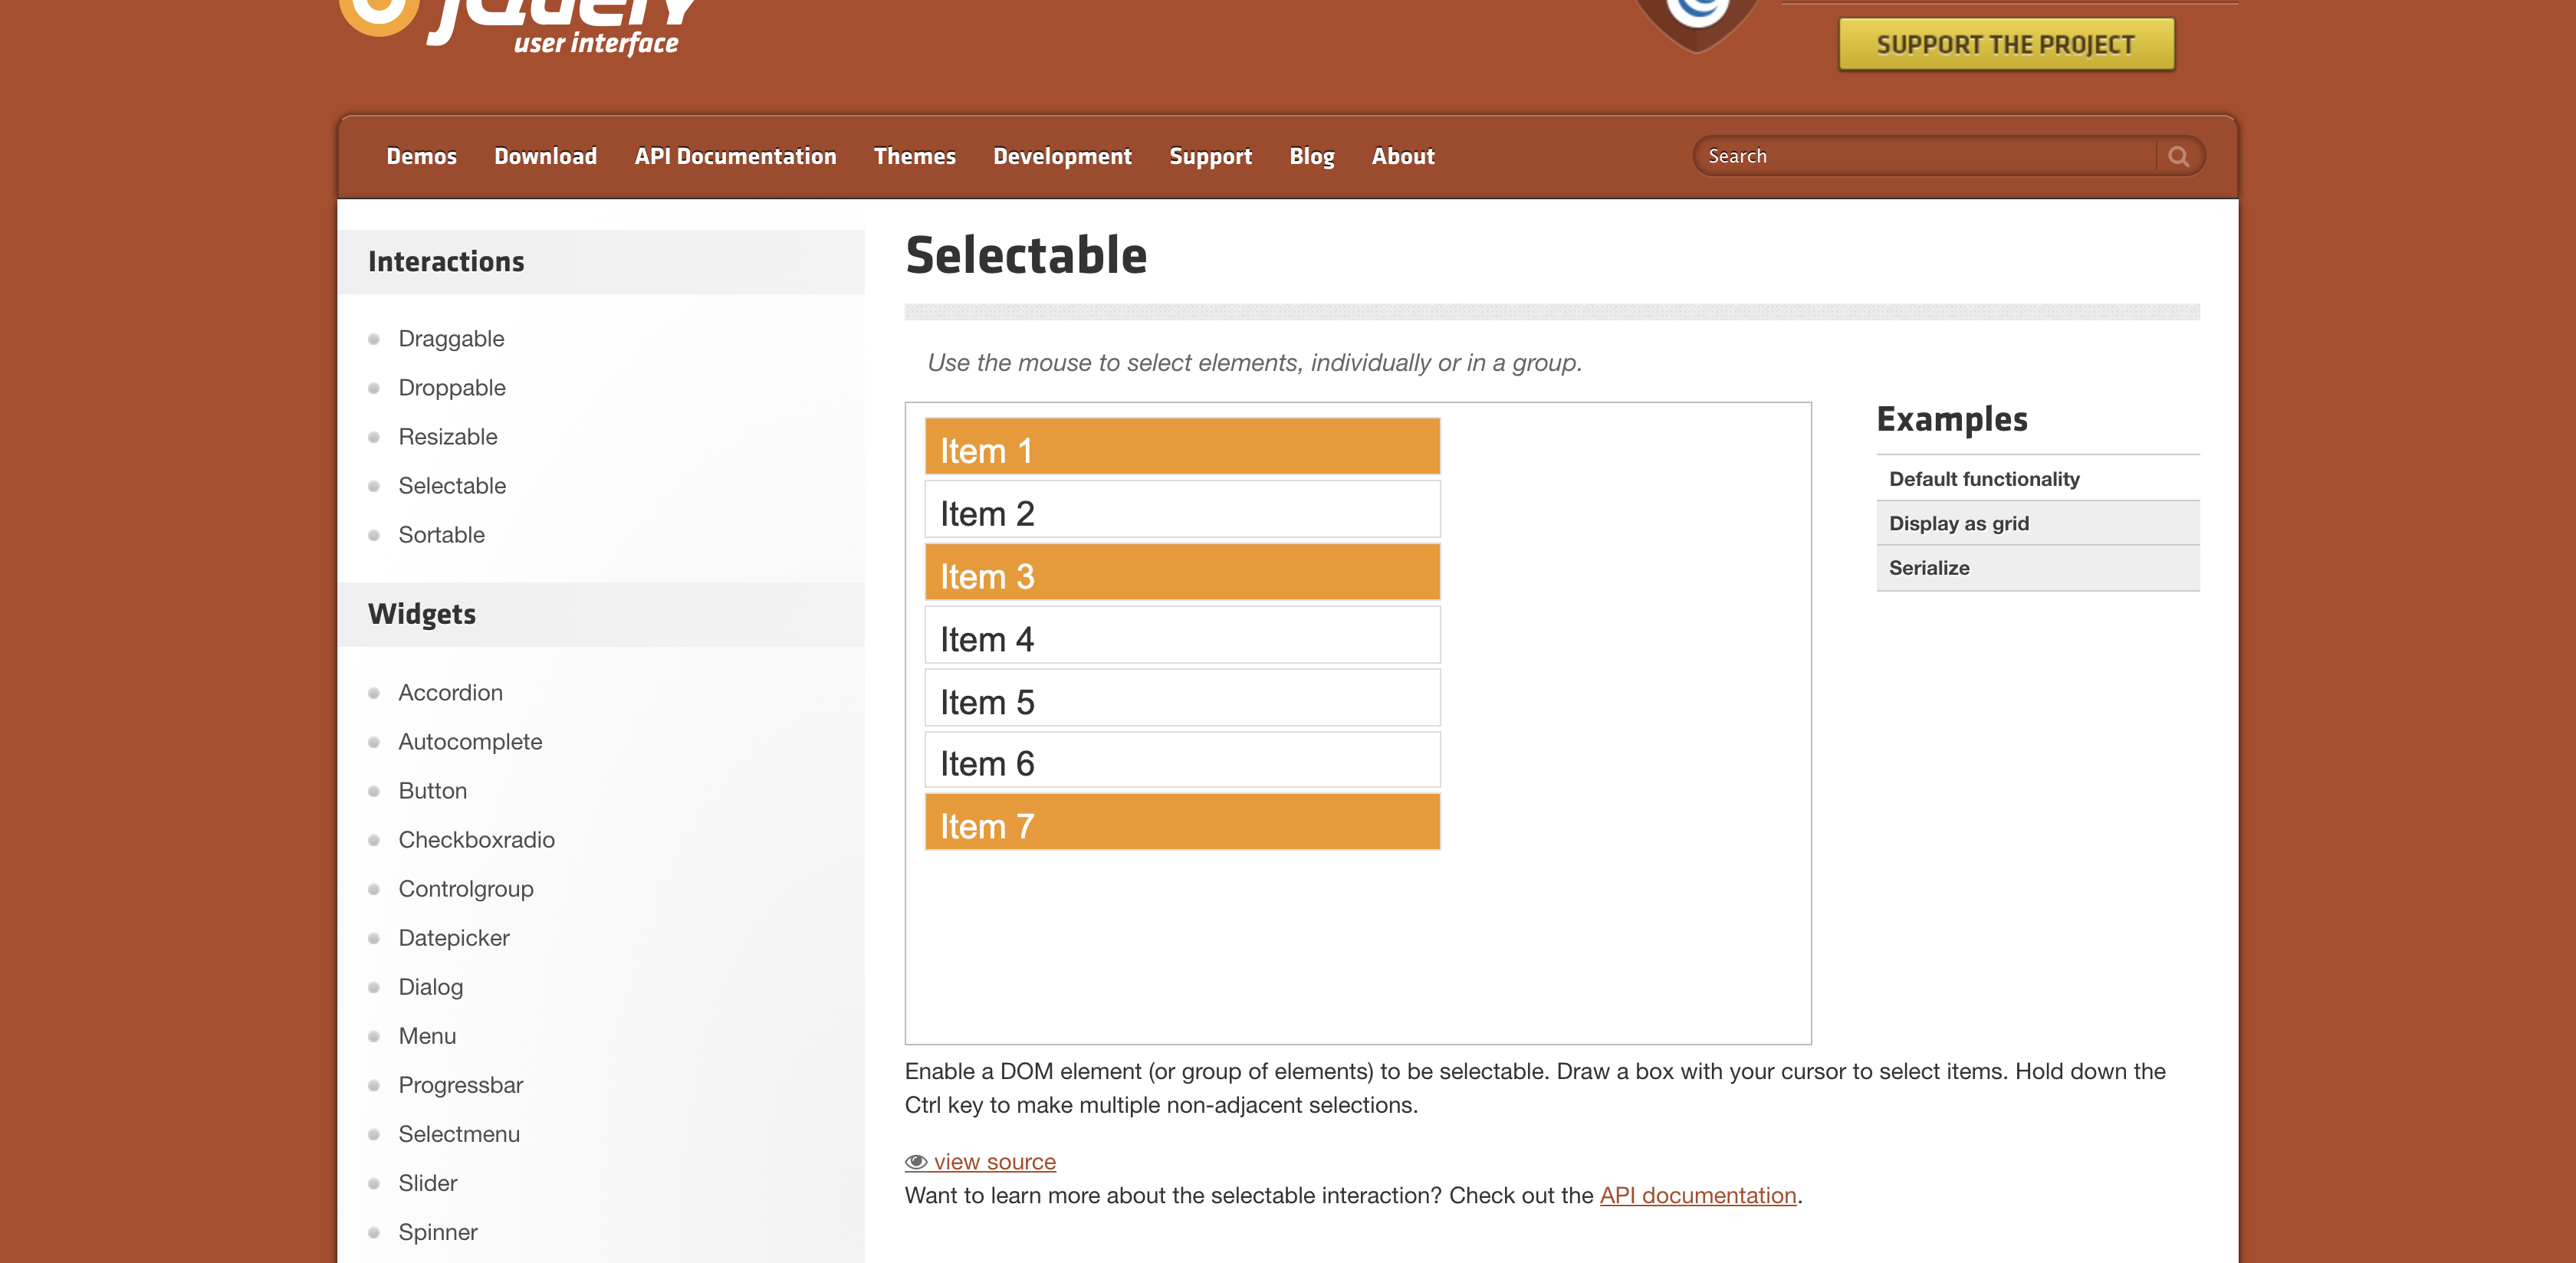 jQuery
user interface
SUPPORT THE PROJECT
Demos Download API Documentation Themes Development Support Blog About Search
Interactions
Draggable
Droppable
Resizable
Selectable
Sortable
Widgets
Accordion
Autocomplete
Button
Checkboxradio
Controlgroup
Datepicker
Dialog
Menu
Progressbar
Selectmenu
Slider
Spinner
Selectable
Use the mouse to select elements, individually or in a group.
Item 1
Item 2
Item 3
Item 4
Item 5
Item 6
Item 7
Examples
Default functionality
Display as grid
Serialize
Enable a DOM element (or group of elements) to be selectable. Draw a box with your cursor to select items. Hold down the
Ctrl key to make multiple non-adjacent selections.
view source
Want to learn more about the selectable interaction? Check out the API documentation.